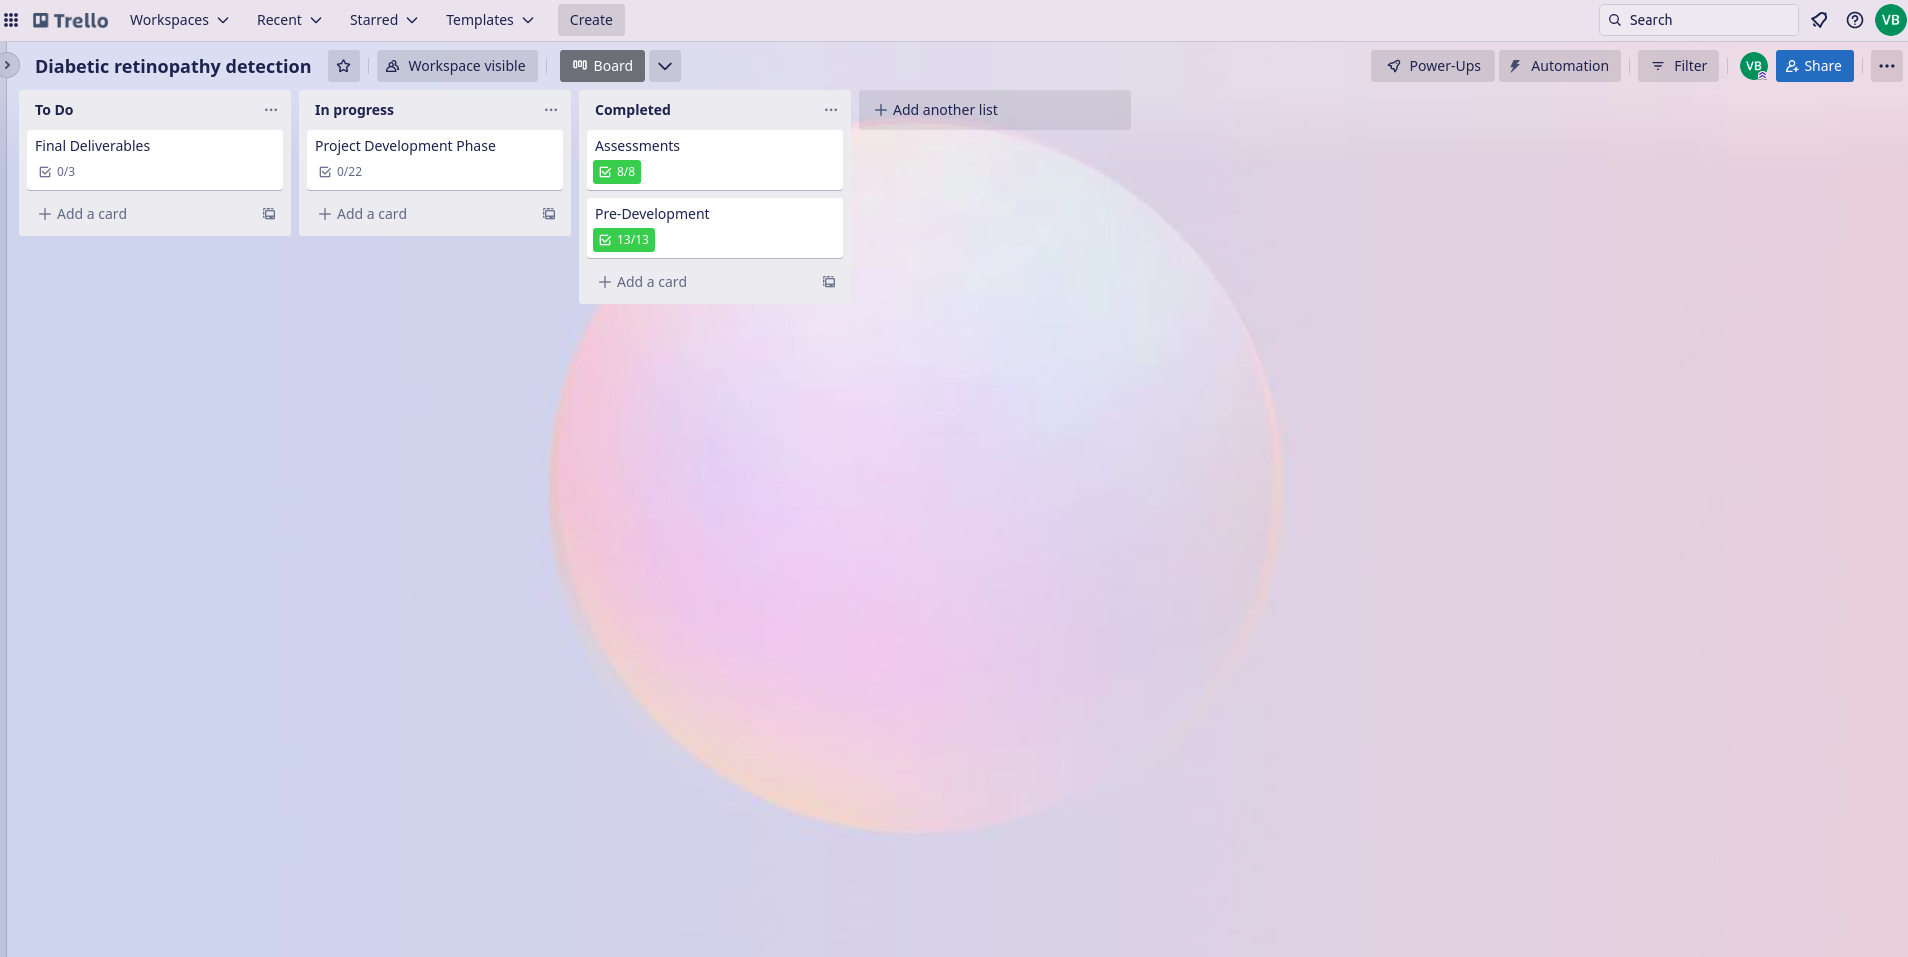 Trello Workspaces Recent Starred Templates Create Search VB
Diabetic retinopathy detection Workspace visible Board Power-Ups Automation Filter VB Share
To Do
Final Deliverables
0/3
Add a card
In progress
Project Development Phase
0/22
Add a card
Completed
Assessments
8/8
Pre-Development
13/13
Add a card
Add another list